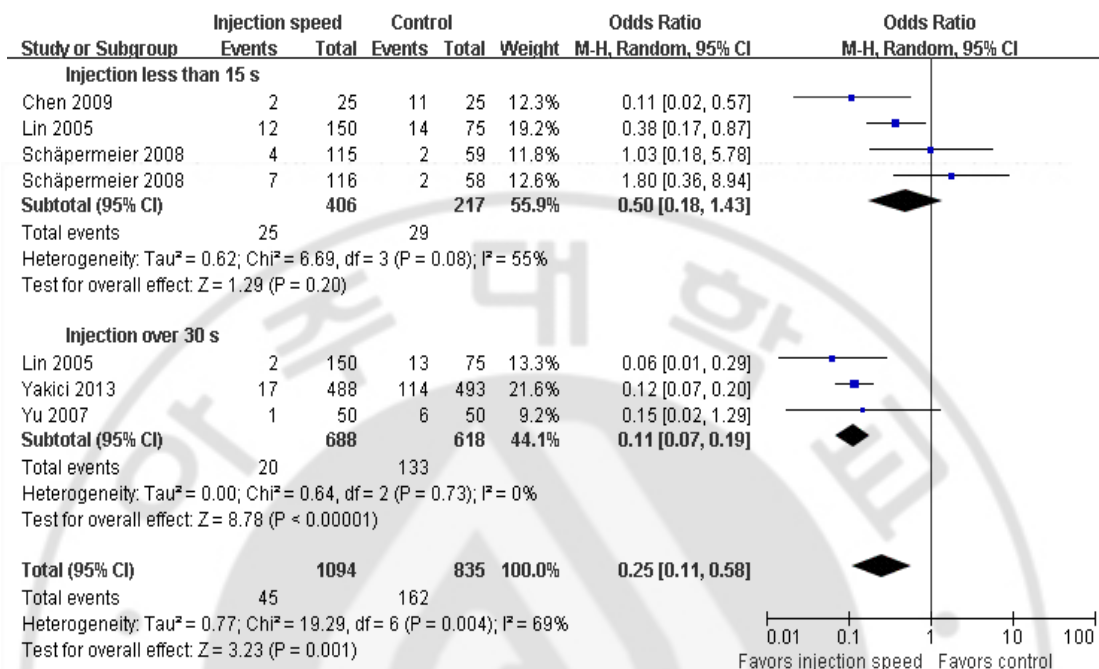 Injection speed Control Odds Ratio Odds Ratio
Study or Subgroup Events Total Events Total Weight M-H, Random, 95% CI M-H, Random, 95% CI
Injection less than 15 s
Chen 2009 2 25 11 25 12.3% 0.11 [0.02, 0.57]
Lin 2005 12 150 14 75 19.2% 0.38 [0.17, 0.87]
Schäpermeier 2008 4 115 2 59 11.8% 1.03 [0.18, 5.78]
Schäpermeier 2008 7 116 2 58 12.6% 1.80 [0.36, 8.94]
Subtotal (95% CI) 406 217 55.9% 0.50 [0.18, 1.43]
Total events 25 29
Heterogeneity: Tau² = 0.62; Chi² = 6.69, df = 3 (P = 0.08); I² = 55%
Test for overall effect: Z = 1.29 (P = 0.20)
Injection over 30 s
Lin 2005 2 150 13 75 13.3% 0.06 [0.01, 0.29]
Yakici 2013 17 488 114 493 21.6% 0.12 [0.07, 0.20]
Yu 2007 1 50 6 50 9.2% 0.15 [0.02, 1.29]
Subtotal (95% CI) 688 618 44.1% 0.11 [0.07, 0.19]
Total events 20 133
Heterogeneity: Tau² = 0.00; Chi² = 0.64, df = 2 (P = 0.73); I² = 0%
Test for overall effect: Z = 8.78 (P < 0.00001)
Total (95% CI) 1094 835 100.0% 0.25 [0.11, 0.58]
Total events 45 162
Heterogeneity: Tau² = 0.77; Chi² = 19.29, df = 6 (P = 0.004); I² = 69%
Test for overall effect: Z = 3.23 (P = 0.001)
0.01 0.1 1 10 100
Favors injection speed Favors control
아주대학교